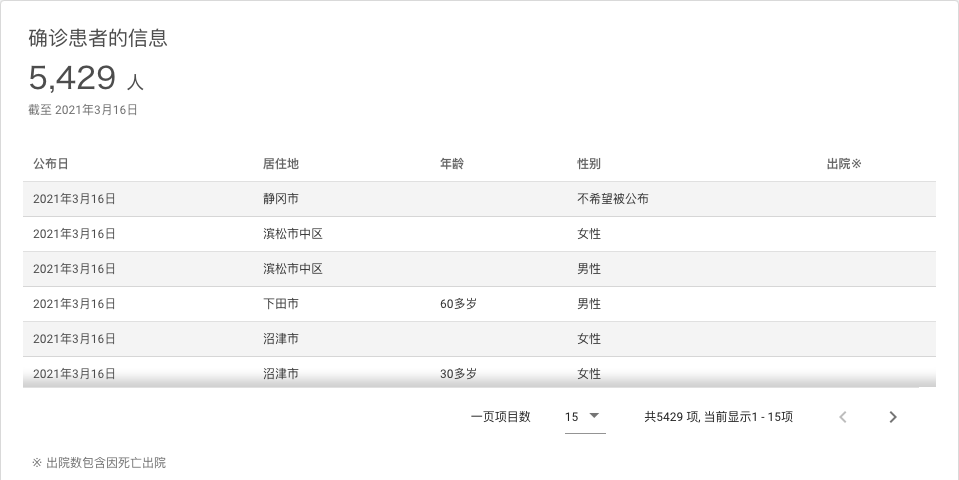 确诊患者的信息
5,429 人
截至 2021年3月16日
公布日 居住地 年龄 性别 出院※
2021年3月16日 静冈市 不希望被公布
2021年3月16日 滨松市中区 女性
2021年3月16日 滨松市中区 男性
2021年3月16日 下田市 60多岁 男性
2021年3月16日 沼津市 女性
2021年3月16日 沼津市 30多岁 女性
一页项目数 15 共5429 项, 当前显示1 - 15项
※ 出院数包含因死亡出院